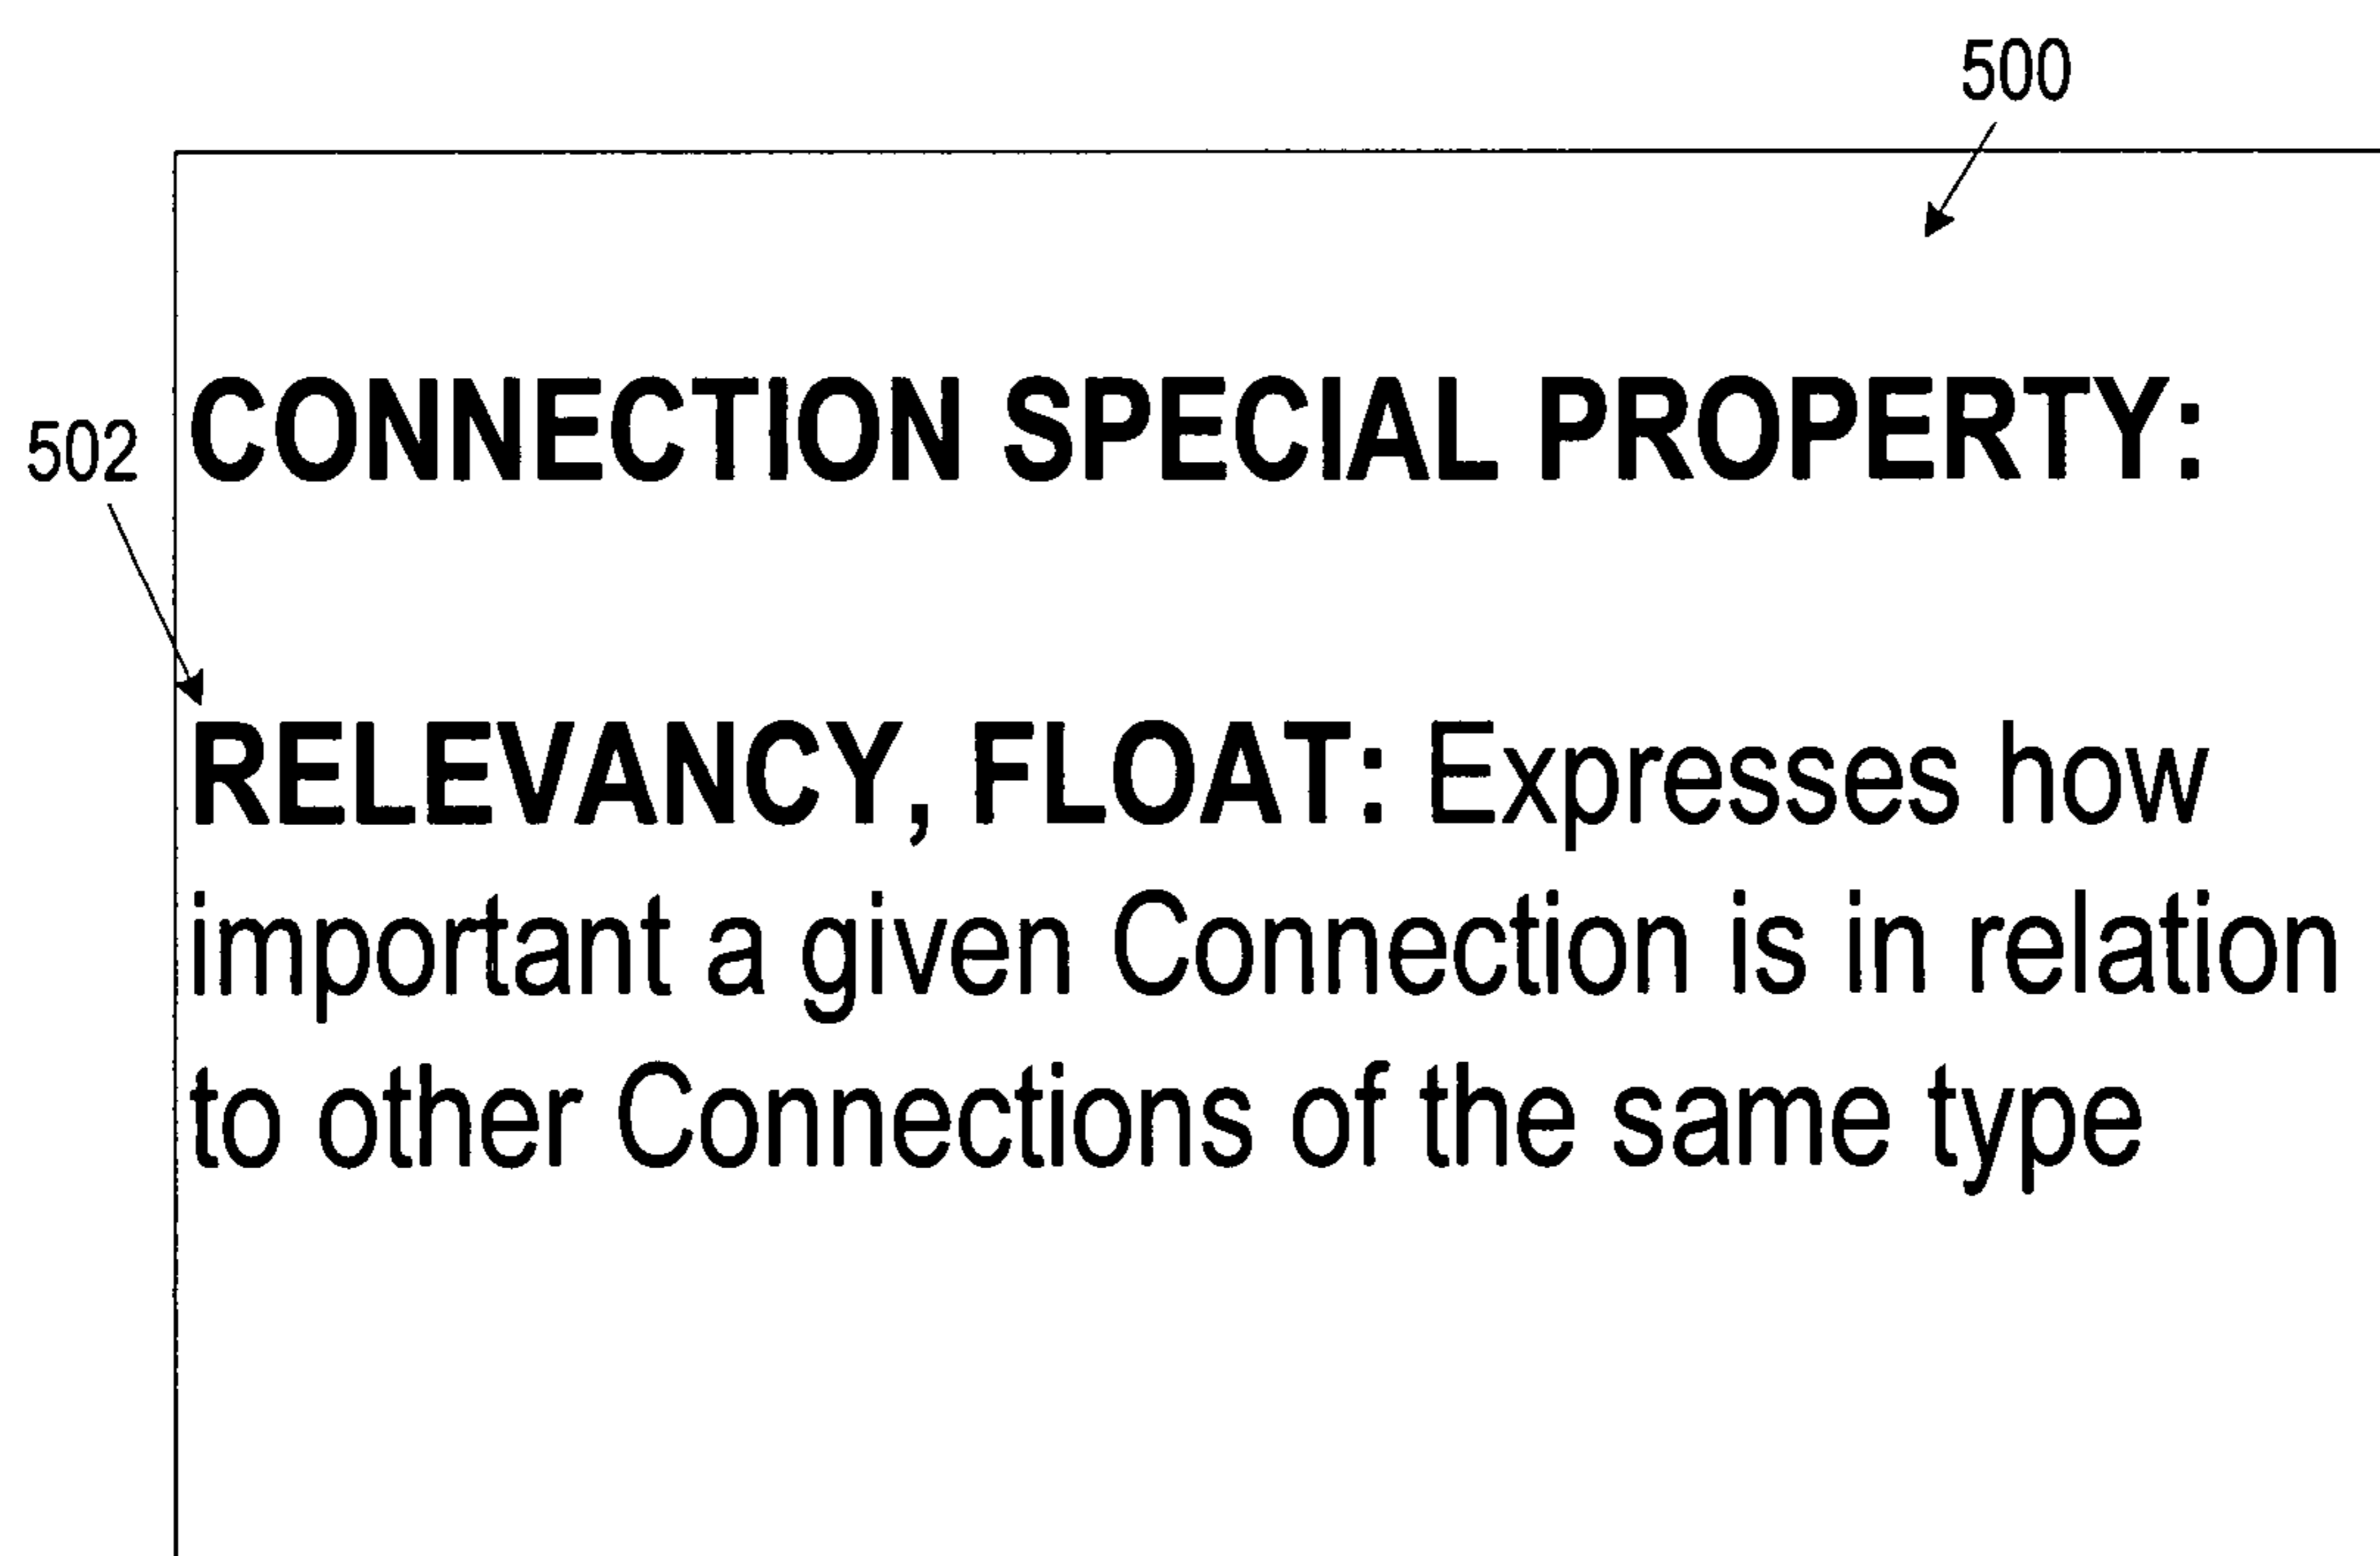 500
CONNECTION SPECIAL PROPERTY:
502
RELEVANCY, FLOAT: Expresses how
important a given Connection is in relation
to other Connections of the same type